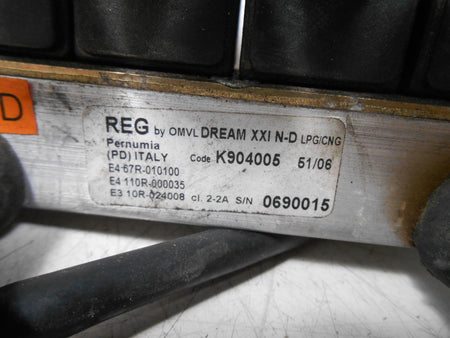 D
REG by OMVL DREAM XXI N-D LPG/CNG
Pernumia
(PD) ITALY Code K904005 51/06
E4 67R-010100
E4 110R-000035
E3 10R-024008 cl. 2-2A S/N 0690015